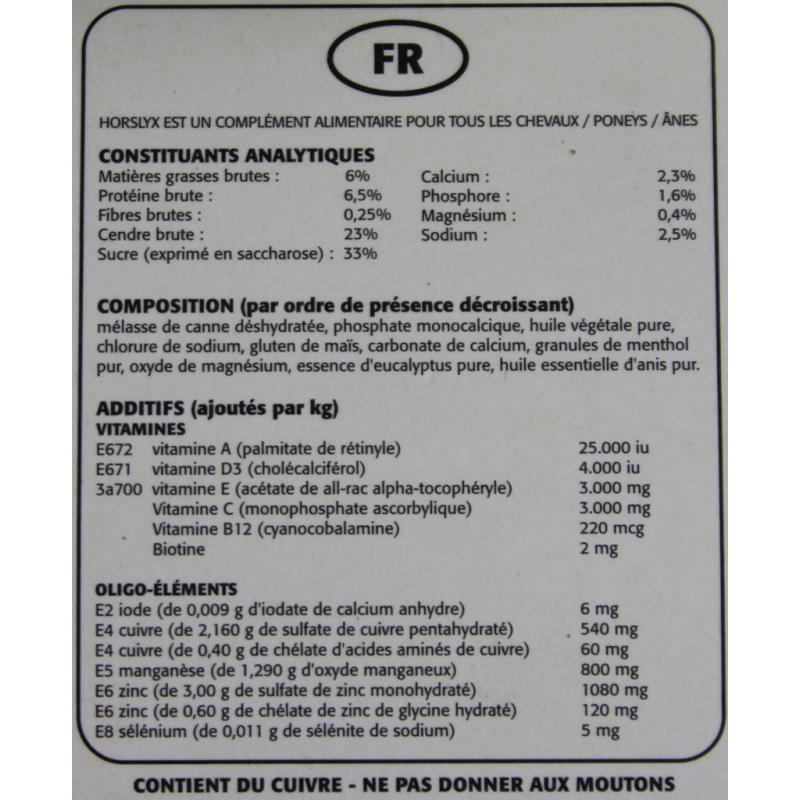 FR
HORSLYX EST UN COMPLÉMENT ALIMENTAIRE POUR TOUS LES CHEVAUX / PONEYS / ÂNES
CONSTITUANTS ANALYTIQUES
Matières grasses brutes : 6% Calcium : 2,3%
Protéine brute : 6,5% Phosphore : 1,6%
Fibres brutes : 0,25% Magnésium : 0,4%
Cendre brute : 23% Sodium : 2,5%
Sucre (exprimé en saccharose) : 33%
COMPOSITION (par ordre de présence décroissant)
mélasse de canne déshydratée, phosphate monocalcique, huile végétale pure,
chlorure de sodium, gluten de maïs, carbonate de calcium, granules de menthol
pur, oxyde de magnésium, essence d'eucalyptus pure, huile essentielle d'anis pur.
ADDITIFS (ajoutés par kg)
VITAMINES
E672 vitamine A (palmitate de rétinyle) 25.000 iu
E671 vitamine D3 (cholécalciférol) 4.000 iu
3a700 vitamine E (acétate de all-rac alpha-tocophéryle) 3.000 mg
Vitamine C (monophosphate ascorbylique) 3.000 mg
Vitamine B12 (cyanocobalamine) 220 mcg
Biotine 2 mg
OLIGO-ÉLÉMENTS
E2 iode (de 0,009 g d'iodate de calcium anhydre) 6 mg
E4 cuivre (de 2,160 g de sulfate de cuivre pentahydraté) 540 mg
E4 cuivre (de 0,40 g de chélate d'acides aminés de cuivre) 60 mg
E5 manganèse (de 1,290 g d'oxyde manganeux) 800 mg
E6 zinc (de 3,00 g de sulfate de zinc monohydraté) 1080 mg
E6 zinc (de 0,60 g de chélate de zinc de glycine hydraté) 120 mg
E8 sélénium (de 0,011 g de sélénite de sodium) 5 mg
CONTIENT DU CUIVRE - NE PAS DONNER AUX MOUTONS